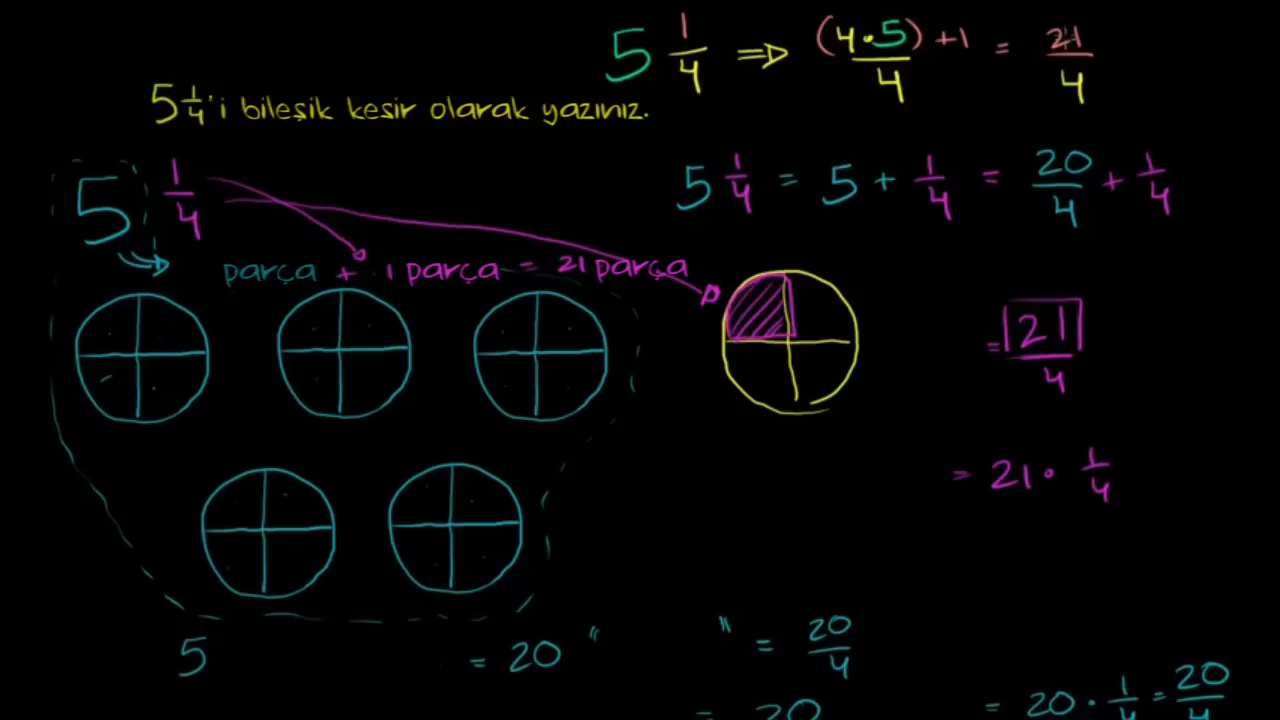 5 1/4 ⇒ (4·5)+1/4 = 21/4
5 1/4'i bileşik kesir olarak yazınız.
5 1/4
5 1/4 = 5 + 1/4 = 20/4 + 1/4
parça + 1 parça = 21 parça
= 21/4
= 21 · 1/4
5 = 20 " " = 20/4
= 20
= 20 · 1/4 = 20/4